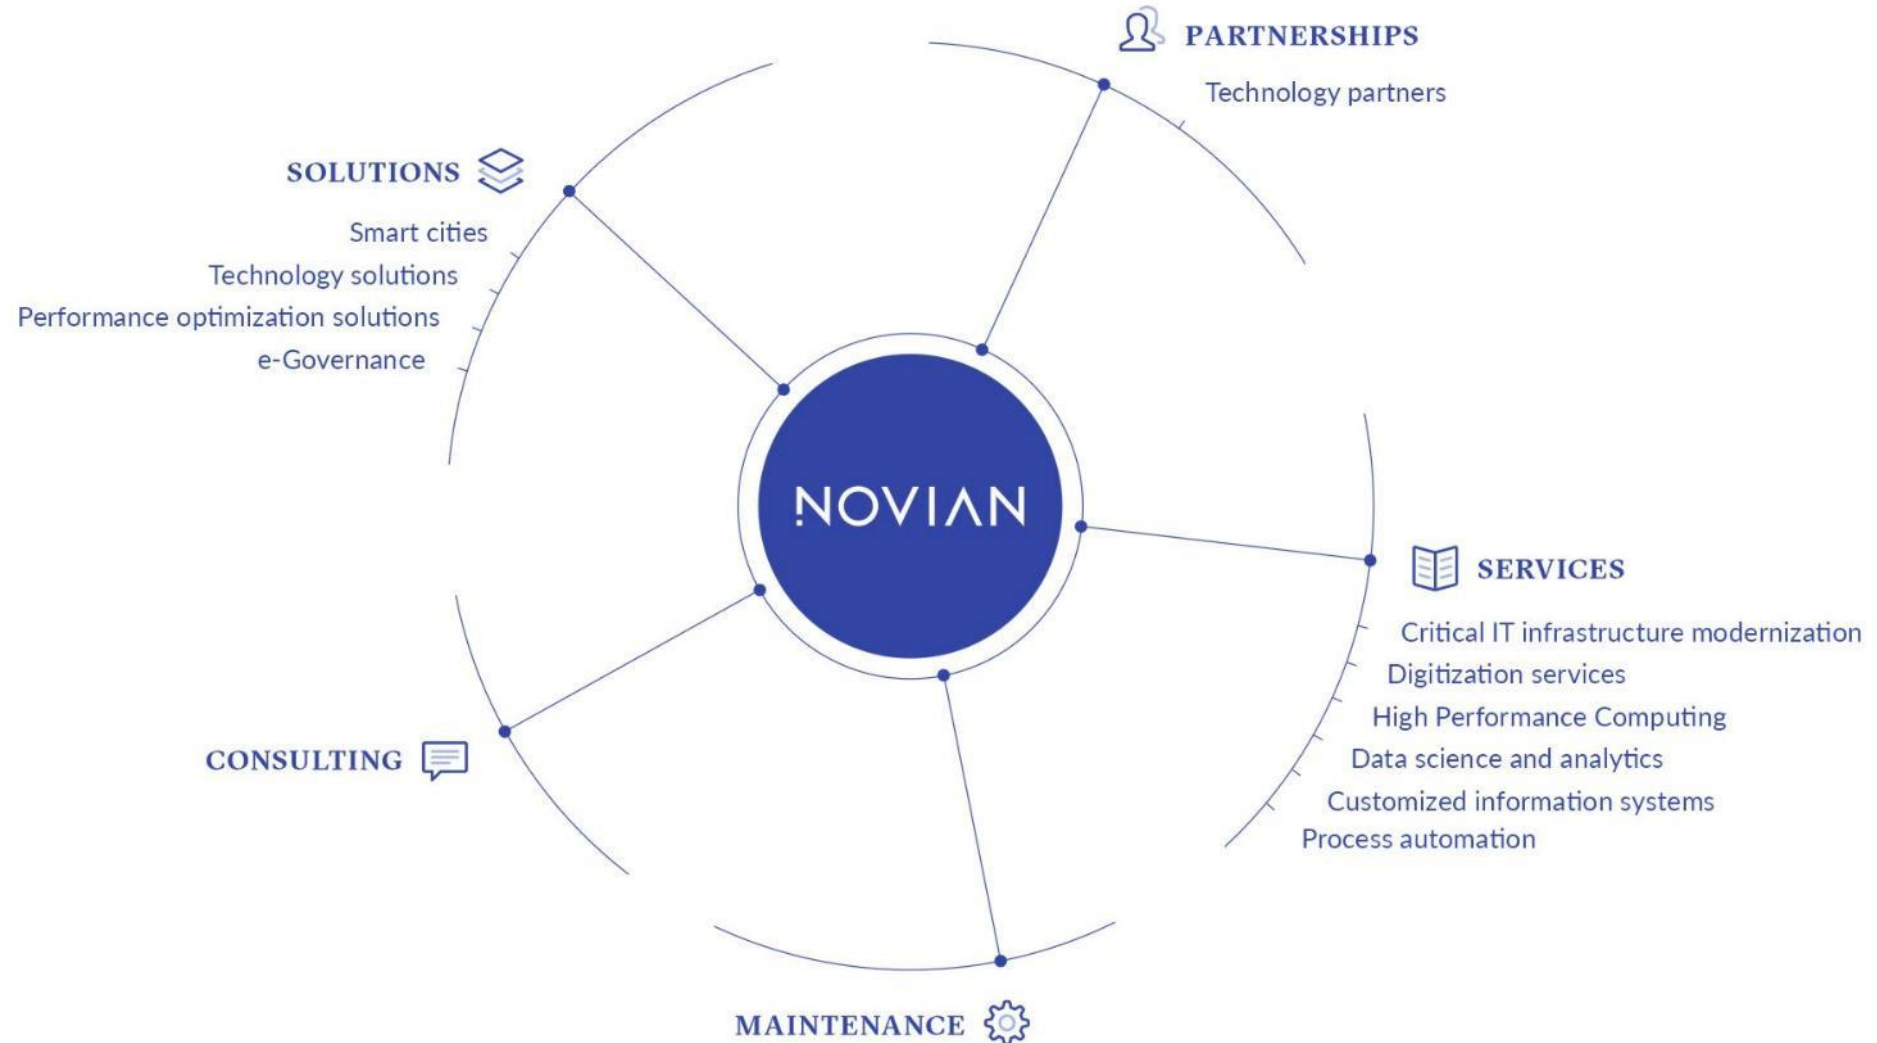 PARTNERSHIPS
Technology partners
SOLUTIONS
Smart cities
Technology solutions
Performance optimization solutions
e-Governance
NOVIAN
SERVICES
Critical IT infrastructure modernization
Digitization services
High Performance Computing
Data science and analytics
Customized information systems
Process automation
CONSULTING
MAINTENANCE